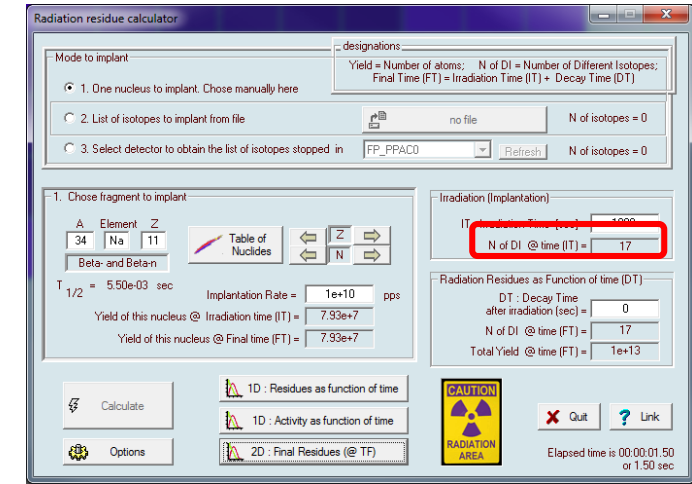 Radiation residue calculator
designations
Yield = Number of atoms; N of DI = Number of Different Isotopes;
Final Time (FT) = Irradiation Time (IT) + Decay Time (DT)
Mode to implant
1. One nucleus to implant. Chose manually here
2. List of isotopes to implant from file
no file
N of isotopes = 0
3. Select detector to obtain the list of isotopes stopped in
FP_PPAC0
Refresh
N of isotopes = 0
1. Chose fragment to implant
A Element Z
34 Na 11
Beta- and Beta-n
Table of
Nuclides
Z
N
T 1/2 = 5.50e-03 sec
Implantation Rate = 1e+10 pps
Yield of this nucleus @ Irradiation time (IT) = 7.93e+7
Yield of this nucleus @ Final time (FT) = 7.93e+7
Irradiation (Implantation)
N of DI @ time (IT) = 17
Radiation Residues as Function of time (DT)
DT : Decay Time
after irradiation (sec) = 0
N of DI @ time (FT) = 17
Total Yield @ time (FT) = 1e+13
Calculate
Options
1D : Residues as function of time
1D : Activity as function of time
2D : Final Residues (@ TF)
CAUTION
RADIATION
AREA
Quit
? Link
Elapsed time is 00:00:01.50
or 1.50 sec